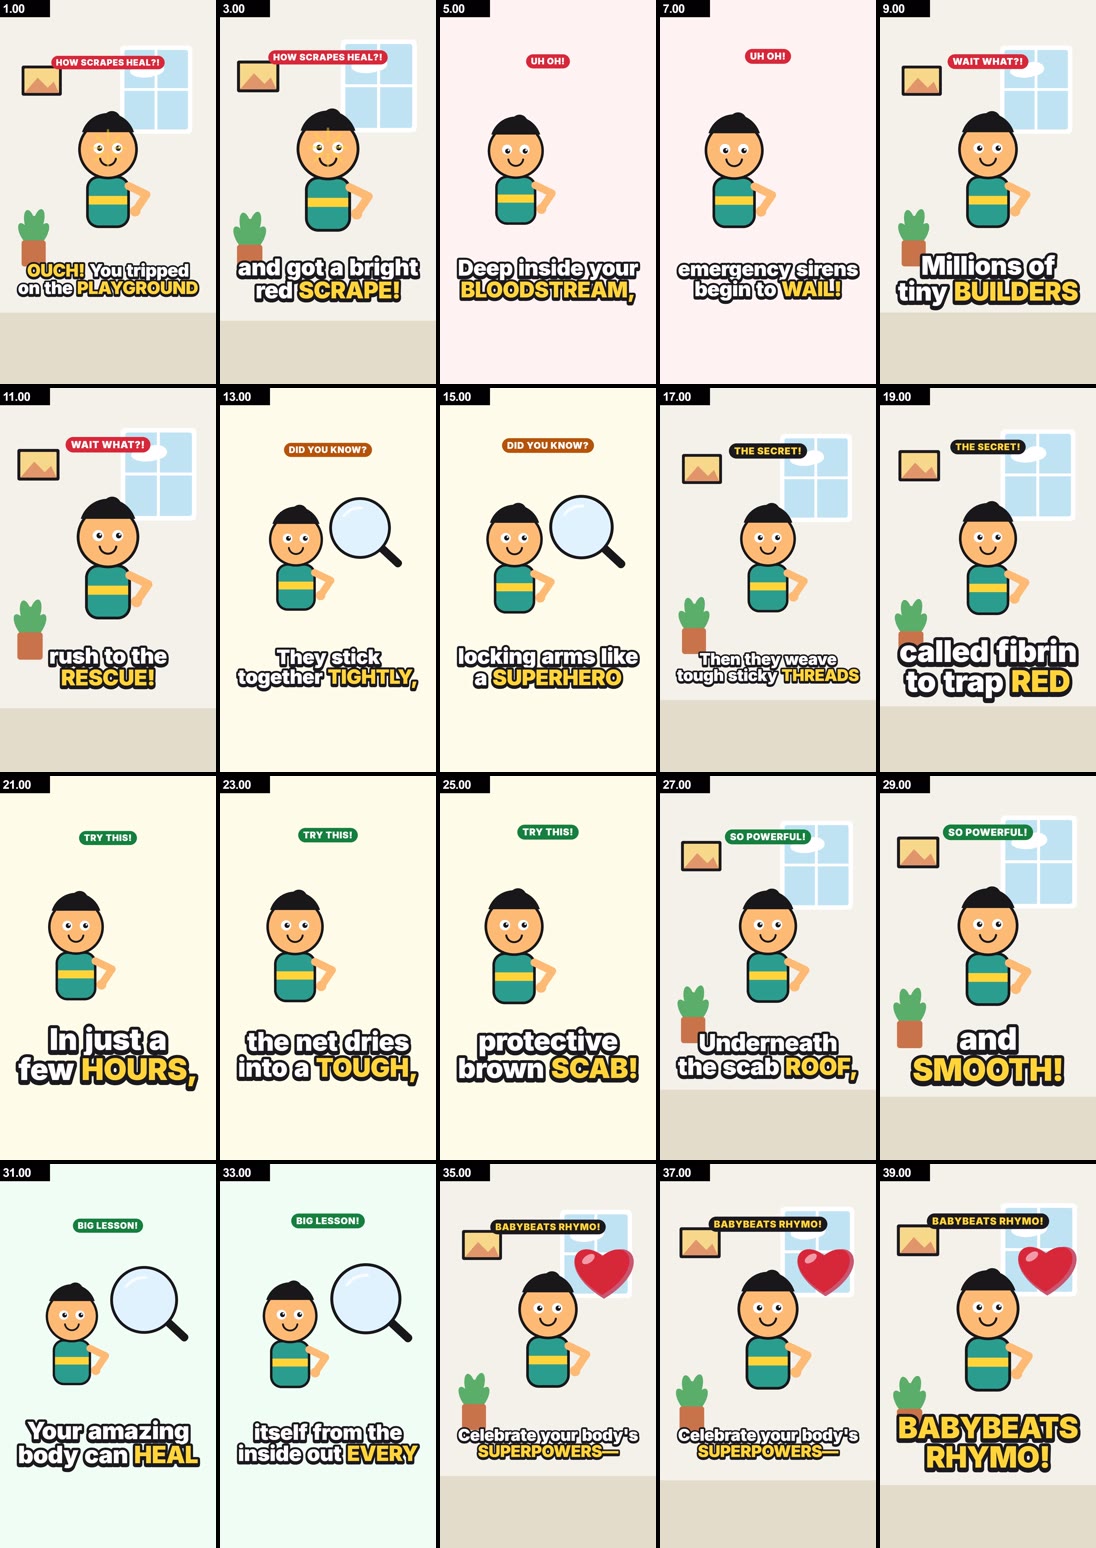 1.00
HOW SCRAPES HEAL?!
OUCH! You tripped
on the PLAYGROUND
3.00
HOW SCRAPES HEAL?!
and got a bright
red SCRAPE!
5.00
UH OH!
Deep inside your
BLOODSTREAM,
7.00
UH OH!
emergency sirens
begin to WAIL!
9.00
WAIT WHAT?!
Millions of
tiny BUILDERS
11.00
WAIT WHAT?!
rush to the
RESCUE!
13.00
DID YOU KNOW?
They stick
together TIGHTLY,
15.00
DID YOU KNOW?
locking arms like
a SUPERHERO
17.00
THE SECRET!
Then they weave
tough sticky THREADS
19.00
THE SECRET!
called fibrin
to trap RED
21.00
TRY THIS!
In just a
few HOURS,
23.00
TRY THIS!
the net dries
into a TOUGH,
25.00
TRY THIS!
protective
brown SCAB!
27.00
SO POWERFUL!
Underneath
the scab ROOF,
29.00
SO POWERFUL!
and
SMOOTH!
31.00
BIG LESSON!
Your amazing
body can HEAL
33.00
BIG LESSON!
itself from the
inside out EVERY
35.00
BABYBEATS RHYMO!
Celebrate your body's
SUPERPOWERS—
37.00
BABYBEATS RHYMO!
Celebrate your body's
SUPERPOWERS—
39.00
BABYBEATS RHYMO!
BABYBEATS
RHYMO!